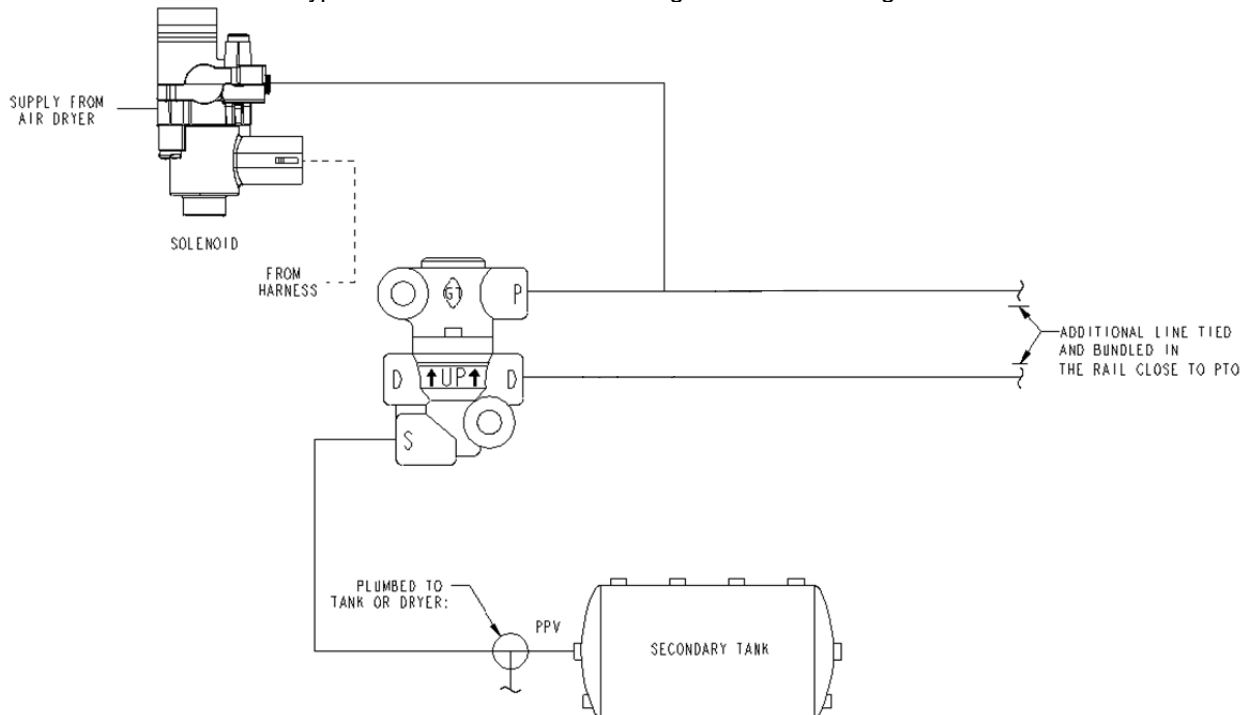 SUPPLY FROM
AIR DRYER
SOLENOID
FROM
HARNESS
P
D
↑UP↑
D
S
ADDITIONAL LINE TIED
AND BUNDLED IN
THE RAIL CLOSE TO PTO
PLUMBED TO
TANK OR DRYER:
PPV
SECONDARY TANK